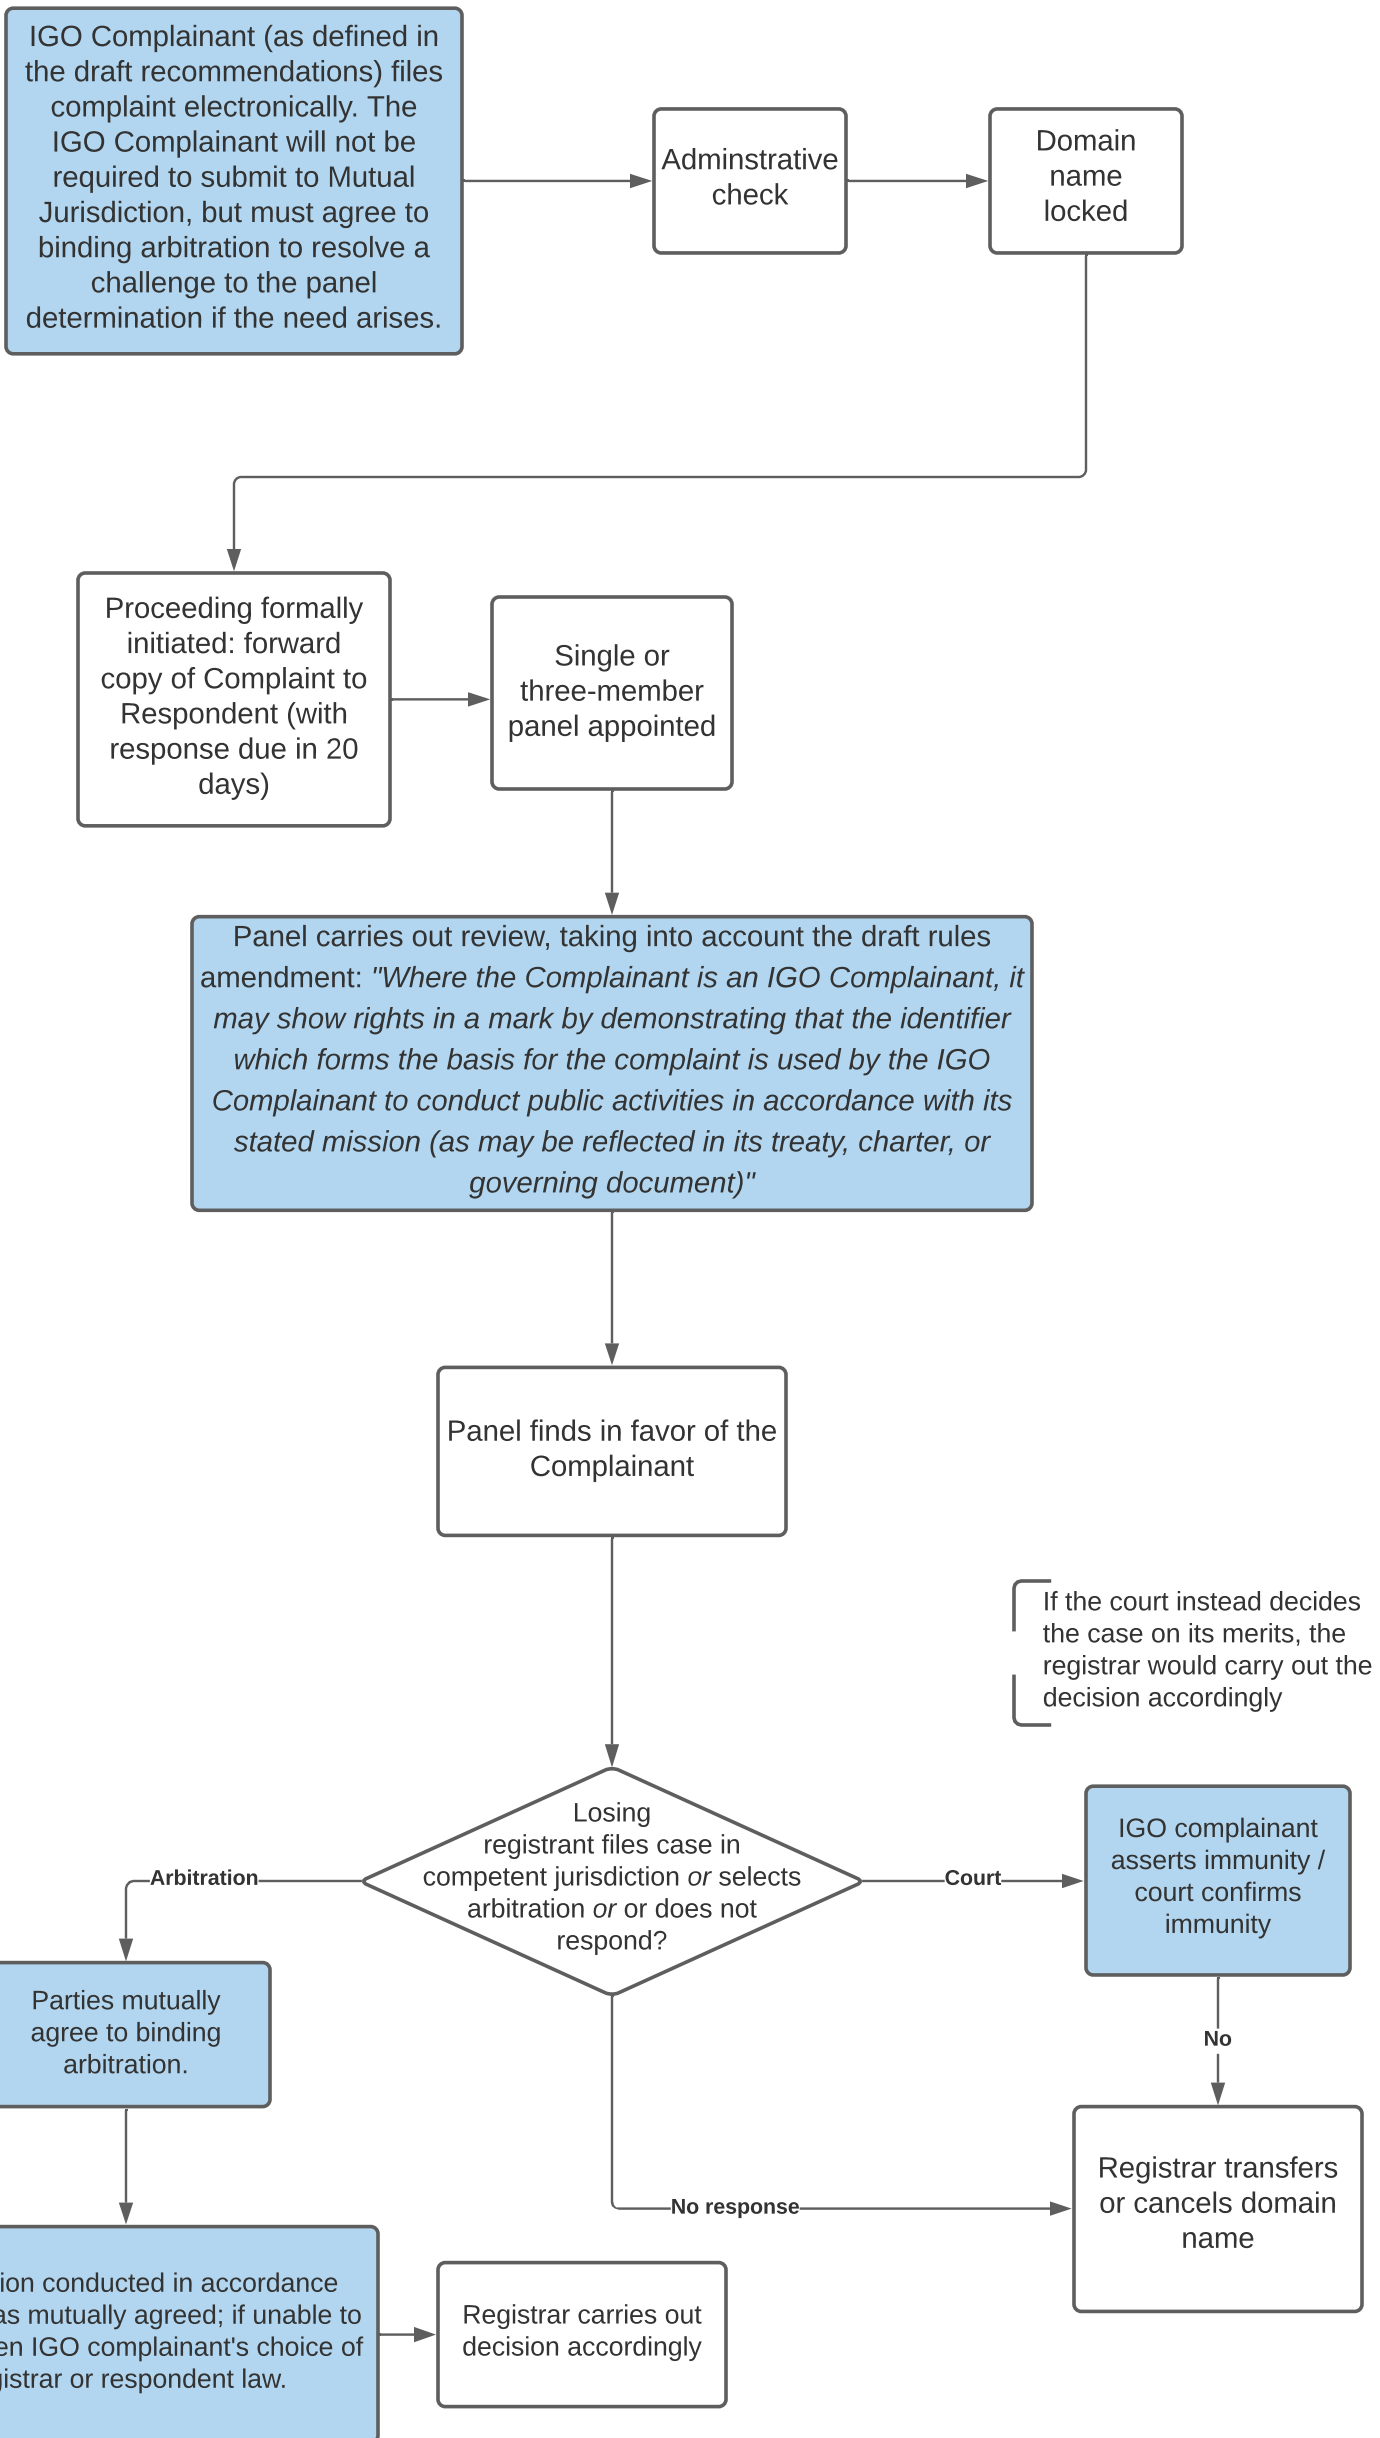 IGO Complainant (as defined in
the draft recommendations) files
complaint electronically. The
IGO Complainant will not be
required to submit to Mutual
Jurisdiction, but must agree to
binding arbitration to resolve a
challenge to the panel
determination if the need arises.
Adminstrative
check
Domain
name
locked
Proceeding formally
initiated: forward
copy of Complaint to
Respondent (with
response due in 20
days)
Single or
three-member
panel appointed
Panel carries out review, taking into account the draft rules
amendment: "Where the Complainant is an IGO Complainant, it
may show rights in a mark by demonstrating that the identifier
which forms the basis for the complaint is used by the IGO
Complainant to conduct public activities in accordance with its
stated mission (as may be reflected in its treaty, charter, or
governing document)"
Panel finds in favor of the
Complainant
If the court instead decides
the case on its merits, the
registrar would carry out the
decision accordingly
Losing
registrant files case in
competent jurisdiction or selects
arbitration or or does not
respond?
Arbitration
Court
IGO complainant
asserts immunity /
court confirms
immunity
Parties mutually
agree to binding
arbitration.
No
No response
Registrar transfers
or cancels domain
name
conducted in accordance
as mutually agreed; if unable to
IGO complainant's choice of
or respondent law.
Registrar carries out
decision accordingly